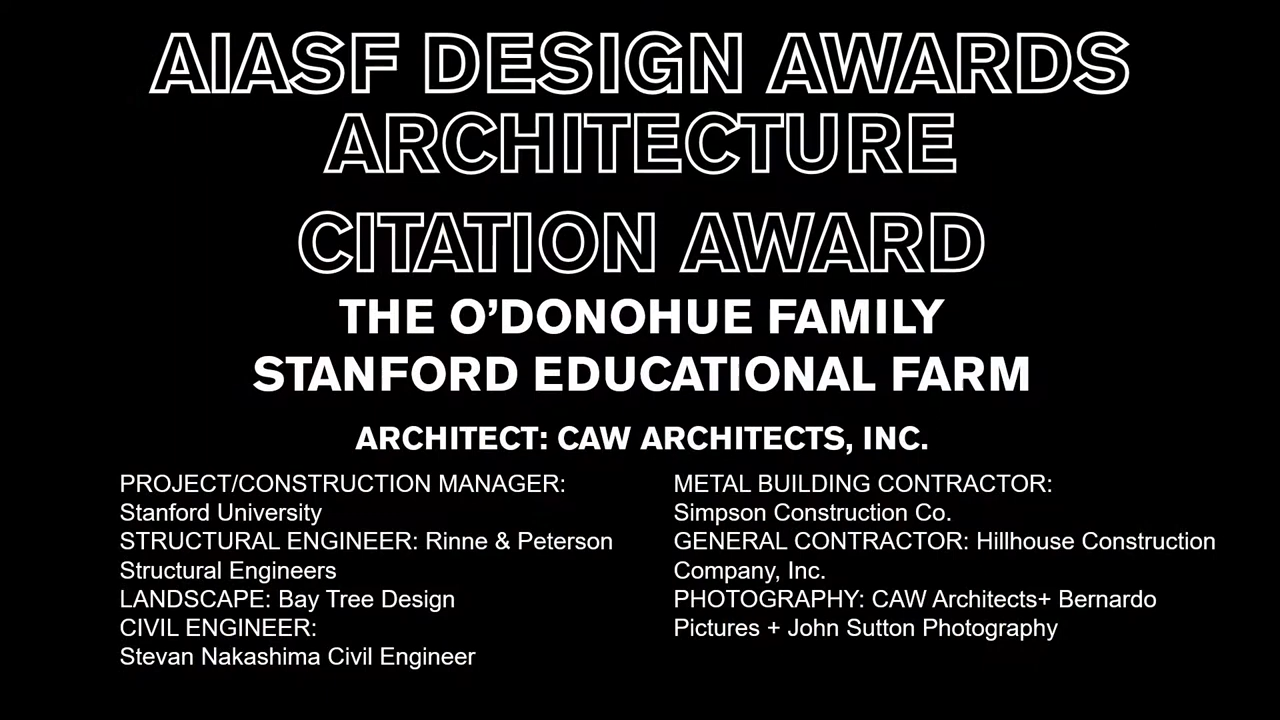 AIASF DESIGN AWARDS
ARCHITECTURE
CITATION AWARD
THE O’DONOHUE FAMILY
STANFORD EDUCATIONAL FARM
ARCHITECT: CAW ARCHITECTS, INC.
PROJECT/CONSTRUCTION MANAGER:
Stanford University
STRUCTURAL ENGINEER: Rinne & Peterson
Structural Engineers
LANDSCAPE: Bay Tree Design
CIVIL ENGINEER:
Stevan Nakashima Civil Engineer
METAL BUILDING CONTRACTOR:
Simpson Construction Co.
GENERAL CONTRACTOR: Hillhouse Construction
Company, Inc.
PHOTOGRAPHY: CAW Architects+ Bernardo
Pictures + John Sutton Photography